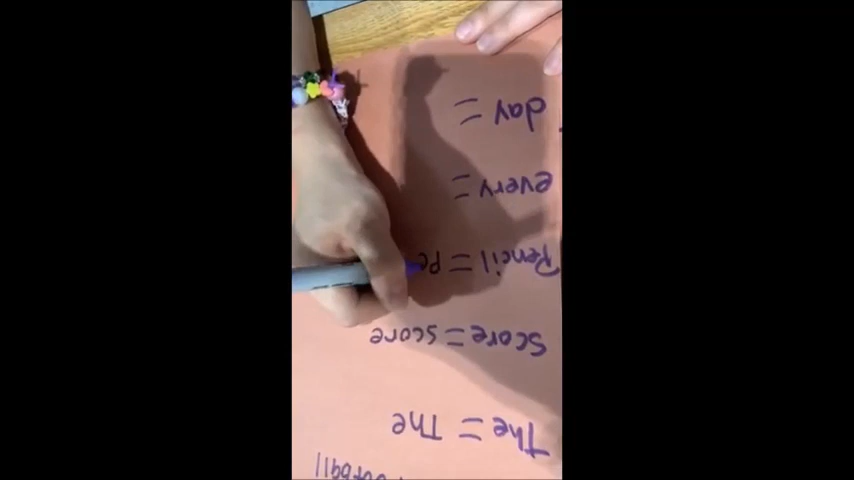 The = The
Score = score
Pencil = Pe
every =
day =